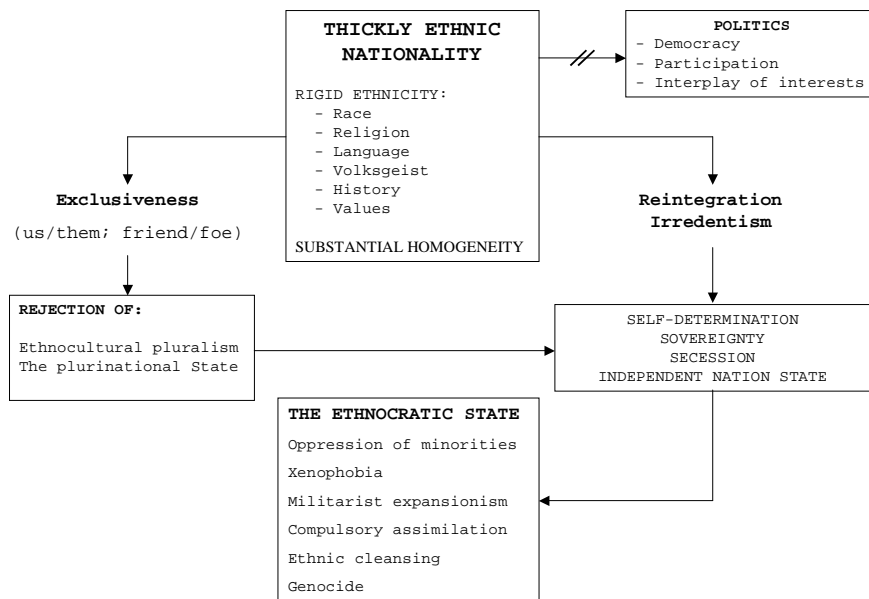 THICKLY ETHNIC
NATIONALITY
RIGID ETHNICITY:
- Race
- Religion
- Language
- Volksgeist
- History
- Values
SUBSTANTIAL HOMOGENEITY
POLITICS
- Democracy
- Participation
- Interplay of interests
Exclusiveness
(us/them; friend/foe)
Reintegration
Irredentism
REJECTION OF:
Ethnocultural pluralism
The plurinational State
SELF-DETERMINATION
SOVEREIGNTY
SECESSION
INDEPENDENT NATION STATE
THE ETHNOCRATIC STATE
Oppression of minorities
Xenophobia
Militarist expansionism
Compulsory assimilation
Ethnic cleansing
Genocide